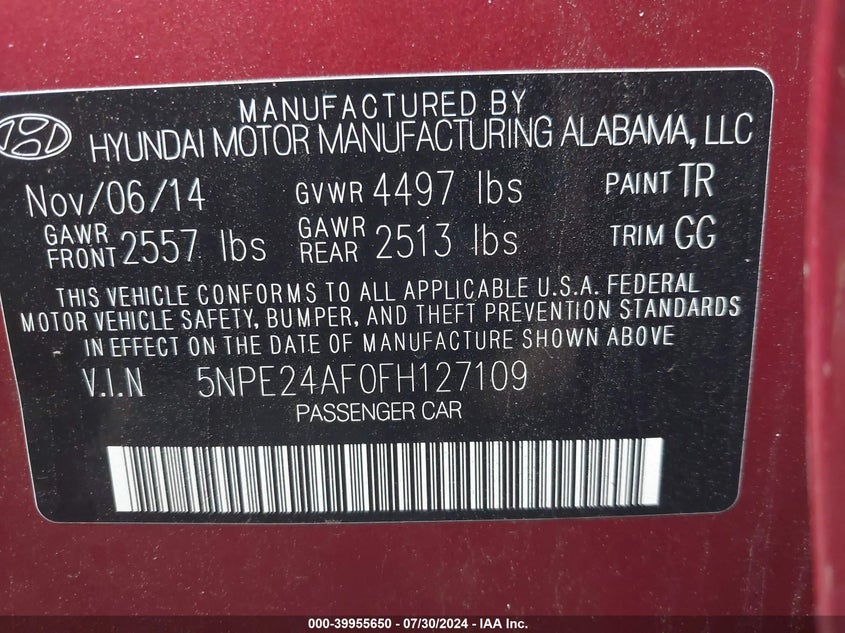 MANUFACTURED BY
HYUNDAI MOTOR MANUFACTURING ALABAMA, LLC
Nov/06/14 GVWR 4497 lbs PAINT TR
GAWR FRONT 2557 lbs GAWR REAR 2513 lbs TRIM GG
THIS VEHICLE CONFORMS TO ALL APPLICABLE U.S.A. FEDERAL
MOTOR VEHICLE SAFETY, BUMPER, AND THEFT PREVENTION STANDARDS
IN EFFECT ON THE DATE OF MANUFACTURE SHOWN ABOVE
V.I.N 5NPE24AF0FH127109
PASSENGER CAR
000-39955650 - 07/30/2024 - IAA Inc.